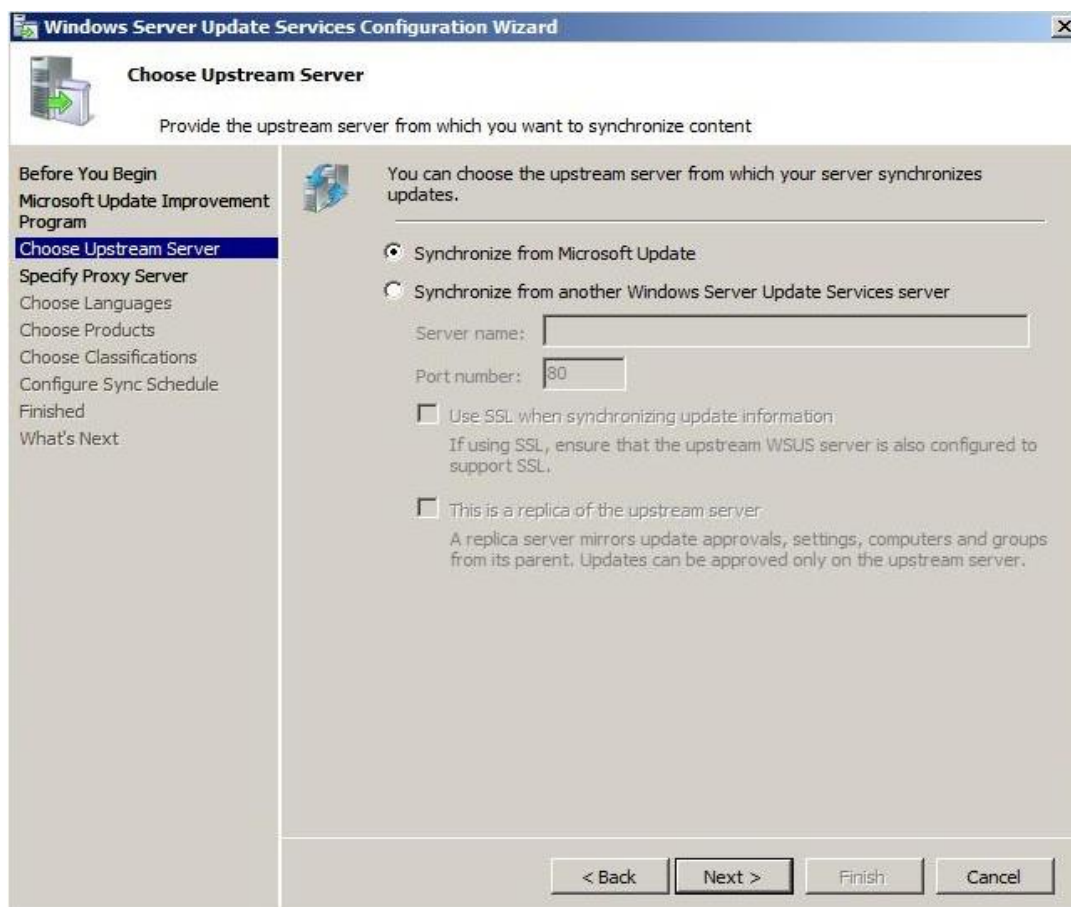 Windows Server Update Services Configuration Wizard
Choose Upstream Server
Provide the upstream server from which you want to synchronize content
Before You Begin
Microsoft Update Improvement
Program
Choose Upstream Server
Specify Proxy Server
Choose Languages
Choose Products
Choose Classifications
Configure Sync Schedule
Finished
What's Next
You can choose the upstream server from which your server synchronizes
updates.
Synchronize from Microsoft Update
Synchronize from another Windows Server Update Services server
Server name:
Port number: 80
Use SSL when synchronizing update information
If using SSL, ensure that the upstream WSUS server is also configured to
support SSL.
This is a replica of the upstream server
A replica server mirrors update approvals, settings, computers and groups
from its parent. Updates can be approved only on the upstream server.
< Back Next > Finish Cancel